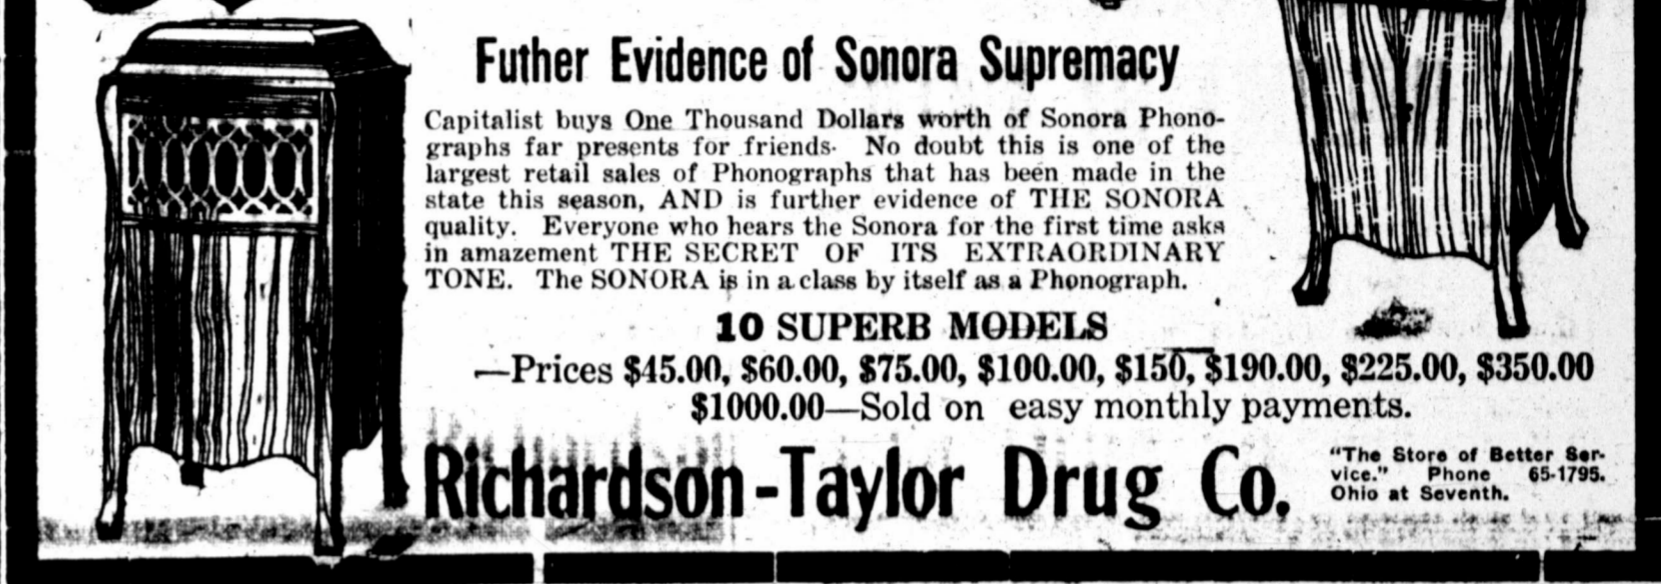 Futher Evidence of Sonora Supremacy
Capitalist buys One Thousand Dollars worth of Sonora Phono-
graphs far presents for friends. No doubt this is one of the
largest retail sales of Phonographs that has been made in the
state this season, AND is further evidence of THE SONORA
quality. Everyone who hears the Sonora for the first time asks
in amazement THE SECRET OF ITS EXTRAORDINARY
TONE. The SONORA is in a class by itself as a Phonograph.
10 SUPERB MODELS
—Prices $45.00, $60.00, $75.00, $100.00, $150, $190.00, $225.00, $350.00
$1000.00—Sold on easy monthly payments.
Richardson-Taylor Drug Co.
"The Store of Better Ser-
vice." Phone 65-1795.
Ohio at Seventh.